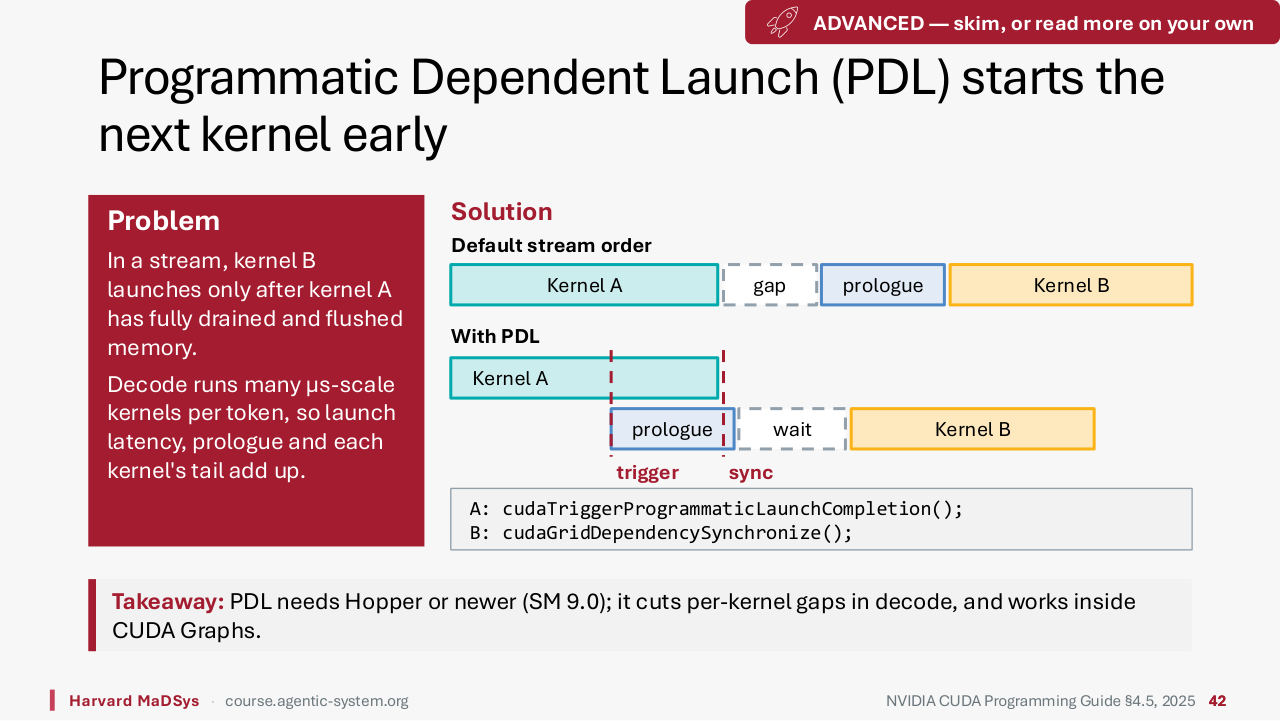 ADVANCED — skim, or read more on your own
Programmatic Dependent Launch (PDL) starts the
next kernel early
Problem
In a stream, kernel B
launches only after kernel A
has fully drained and flushed
memory.
Decode runs many µs-scale
kernels per token, so launch
latency, prologue and each
kernel's tail add up.
Solution
Default stream order
Kernel A
gap
prologue
Kernel B
With PDL
Kernel A
prologue
wait
Kernel B
trigger
sync
A: cudaTriggerProgrammaticLaunchCompletion();
B: cudaGridDependencySynchronize();
Takeaway: PDL needs Hopper or newer (SM 9.0); it cuts per-kernel gaps in decode, and works inside
CUDA Graphs.
Harvard MaDSys · course.agentic-system.org
NVIDIA CUDA Programming Guide §4.5, 2025 42